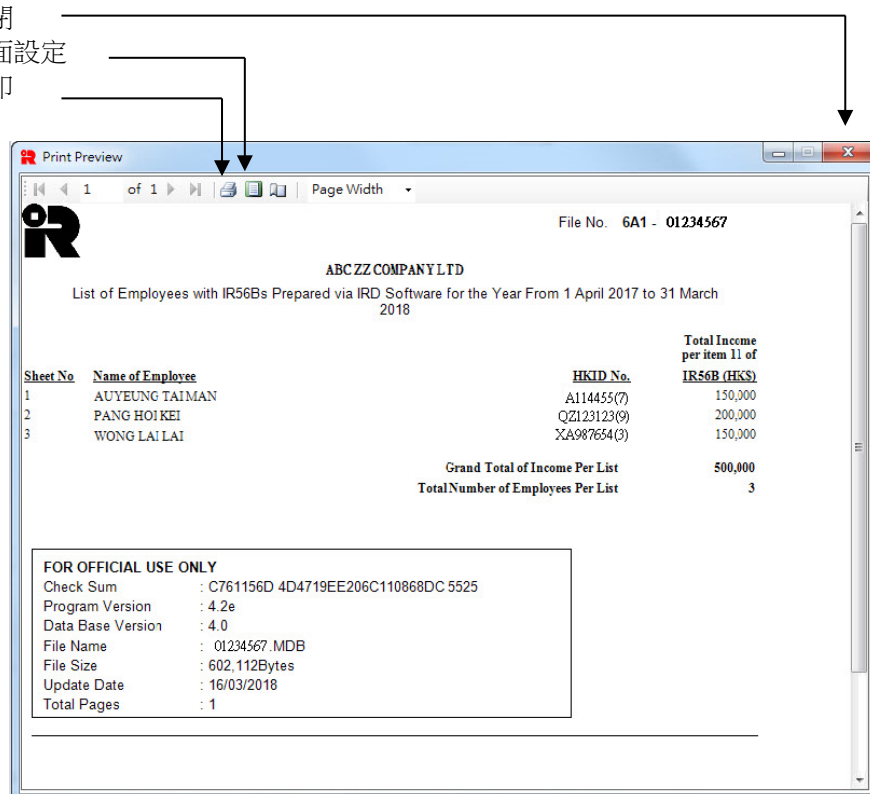 閉
面設定
印
Print Preview
1 of 1 Page Width
iR
File No. 6A1 - 01234567
ABC ZZ COMPANY LTD
List of Employees with IR56Bs Prepared via IRD Software for the Year From 1 April 2017 to 31 March
2018
Total Income
per item 11 of
Sheet No Name of Employee HKID No. IR56B (HK$)
1 AUYEUNG TAI MAN A114455(7) 150,000
2 PANG HOI KEI QZ123123(9) 200,000
3 WONG LAI LAI XA987654(3) 150,000
Grand Total of Income Per List 500,000
Total Number of Employees Per List 3
FOR OFFICIAL USE ONLY
Check Sum : C761156D 4D4719EE206C110868DC 5525
Program Version : 4.2e
Data Base Version : 4.0
File Name : 01234567.MDB
File Size : 602,112Bytes
Update Date : 16/03/2018
Total Pages : 1